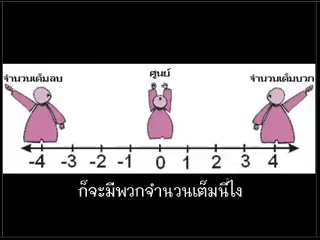 จำนวนเต็มลบ ศูนย์ จำนวนเต็มบวก
-4 -3 -2 -1 0 1 2 3 4
ก็จะมีพวกจำนวนเต็มนี่ไง